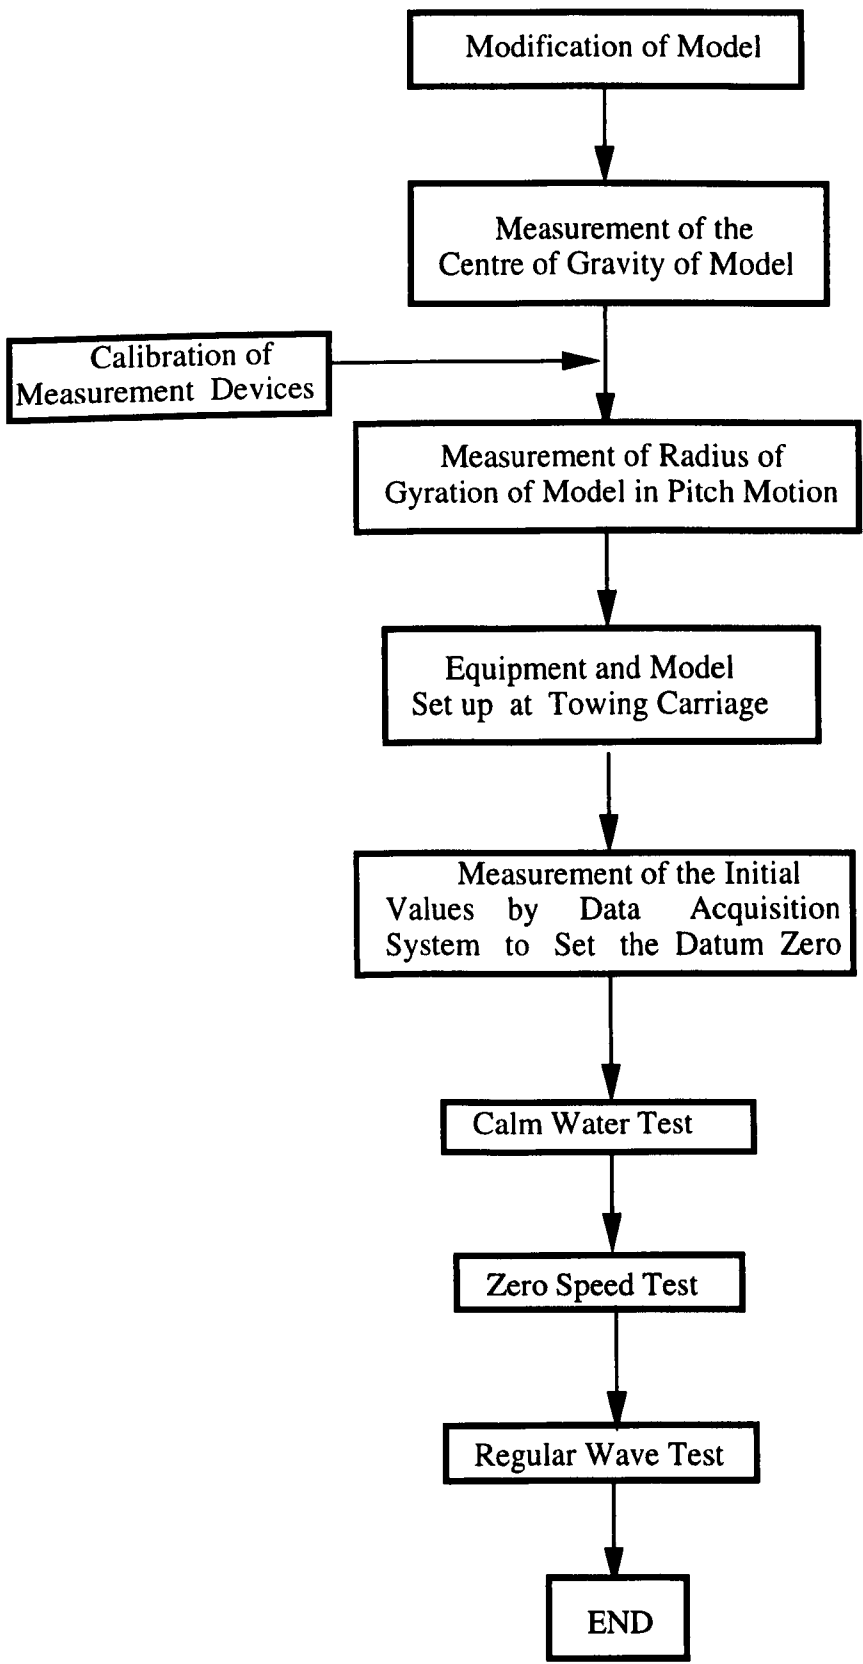 Modification of Model
Measurement of the
Centre of Gravity of Model
Calibration of
Measurement Devices
Measurement of Radius of
Gyration of Model in Pitch Motion
Equipment and Model
Set up at Towing Carriage
Measurement of the Initial
Values by Data Acquisition
System to Set the Datum Zero
Calm Water Test
Zero Speed Test
Regular Wave Test
END